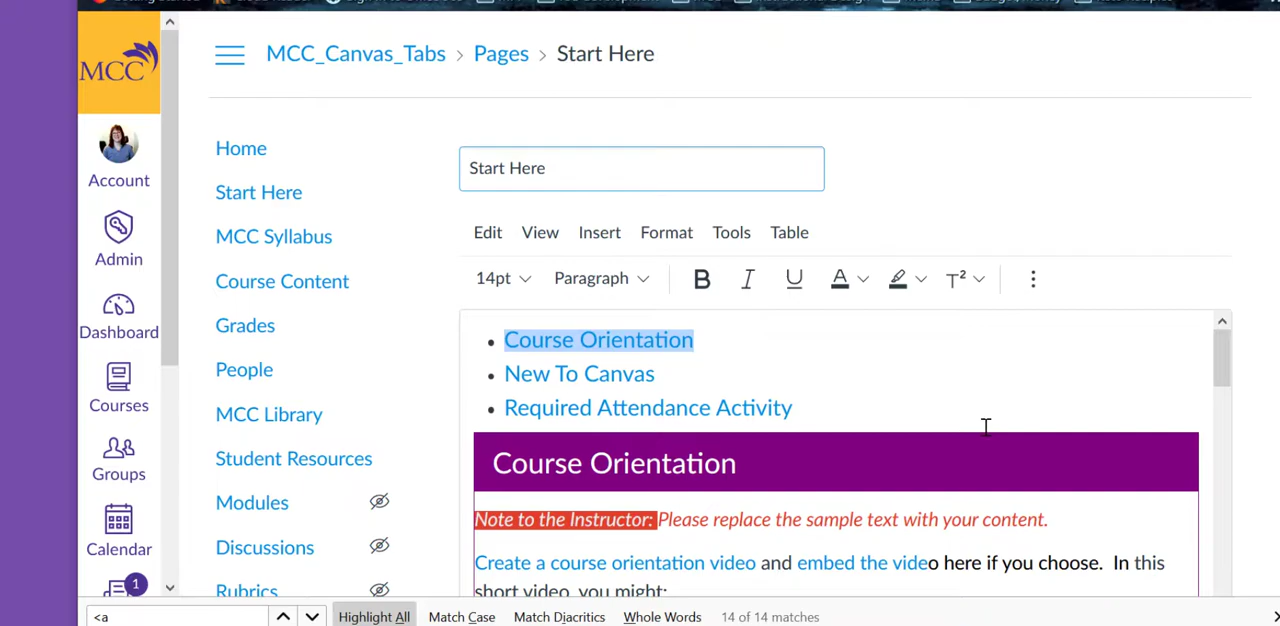 MCC
MCC_Canvas_Tabs > Pages > Start Here
Account
Admin
Dashboard
Courses
Groups
Calendar
1
Home
Start Here
MCC Syllabus
Course Content
Grades
People
MCC Library
Student Resources
Modules
Discussions
Rubrics
Start Here
Edit View Insert Format Tools Table
14pt Paragraph B I U A T²
• Course Orientation
• New To Canvas
• Required Attendance Activity
Course Orientation
Note to the Instructor: Please replace the sample text with your content.
Create a course orientation video and embed the video here if you choose. In this
short video, you might:
<a Highlight All Match Case Match Diacritics Whole Words 14 of 14 matches